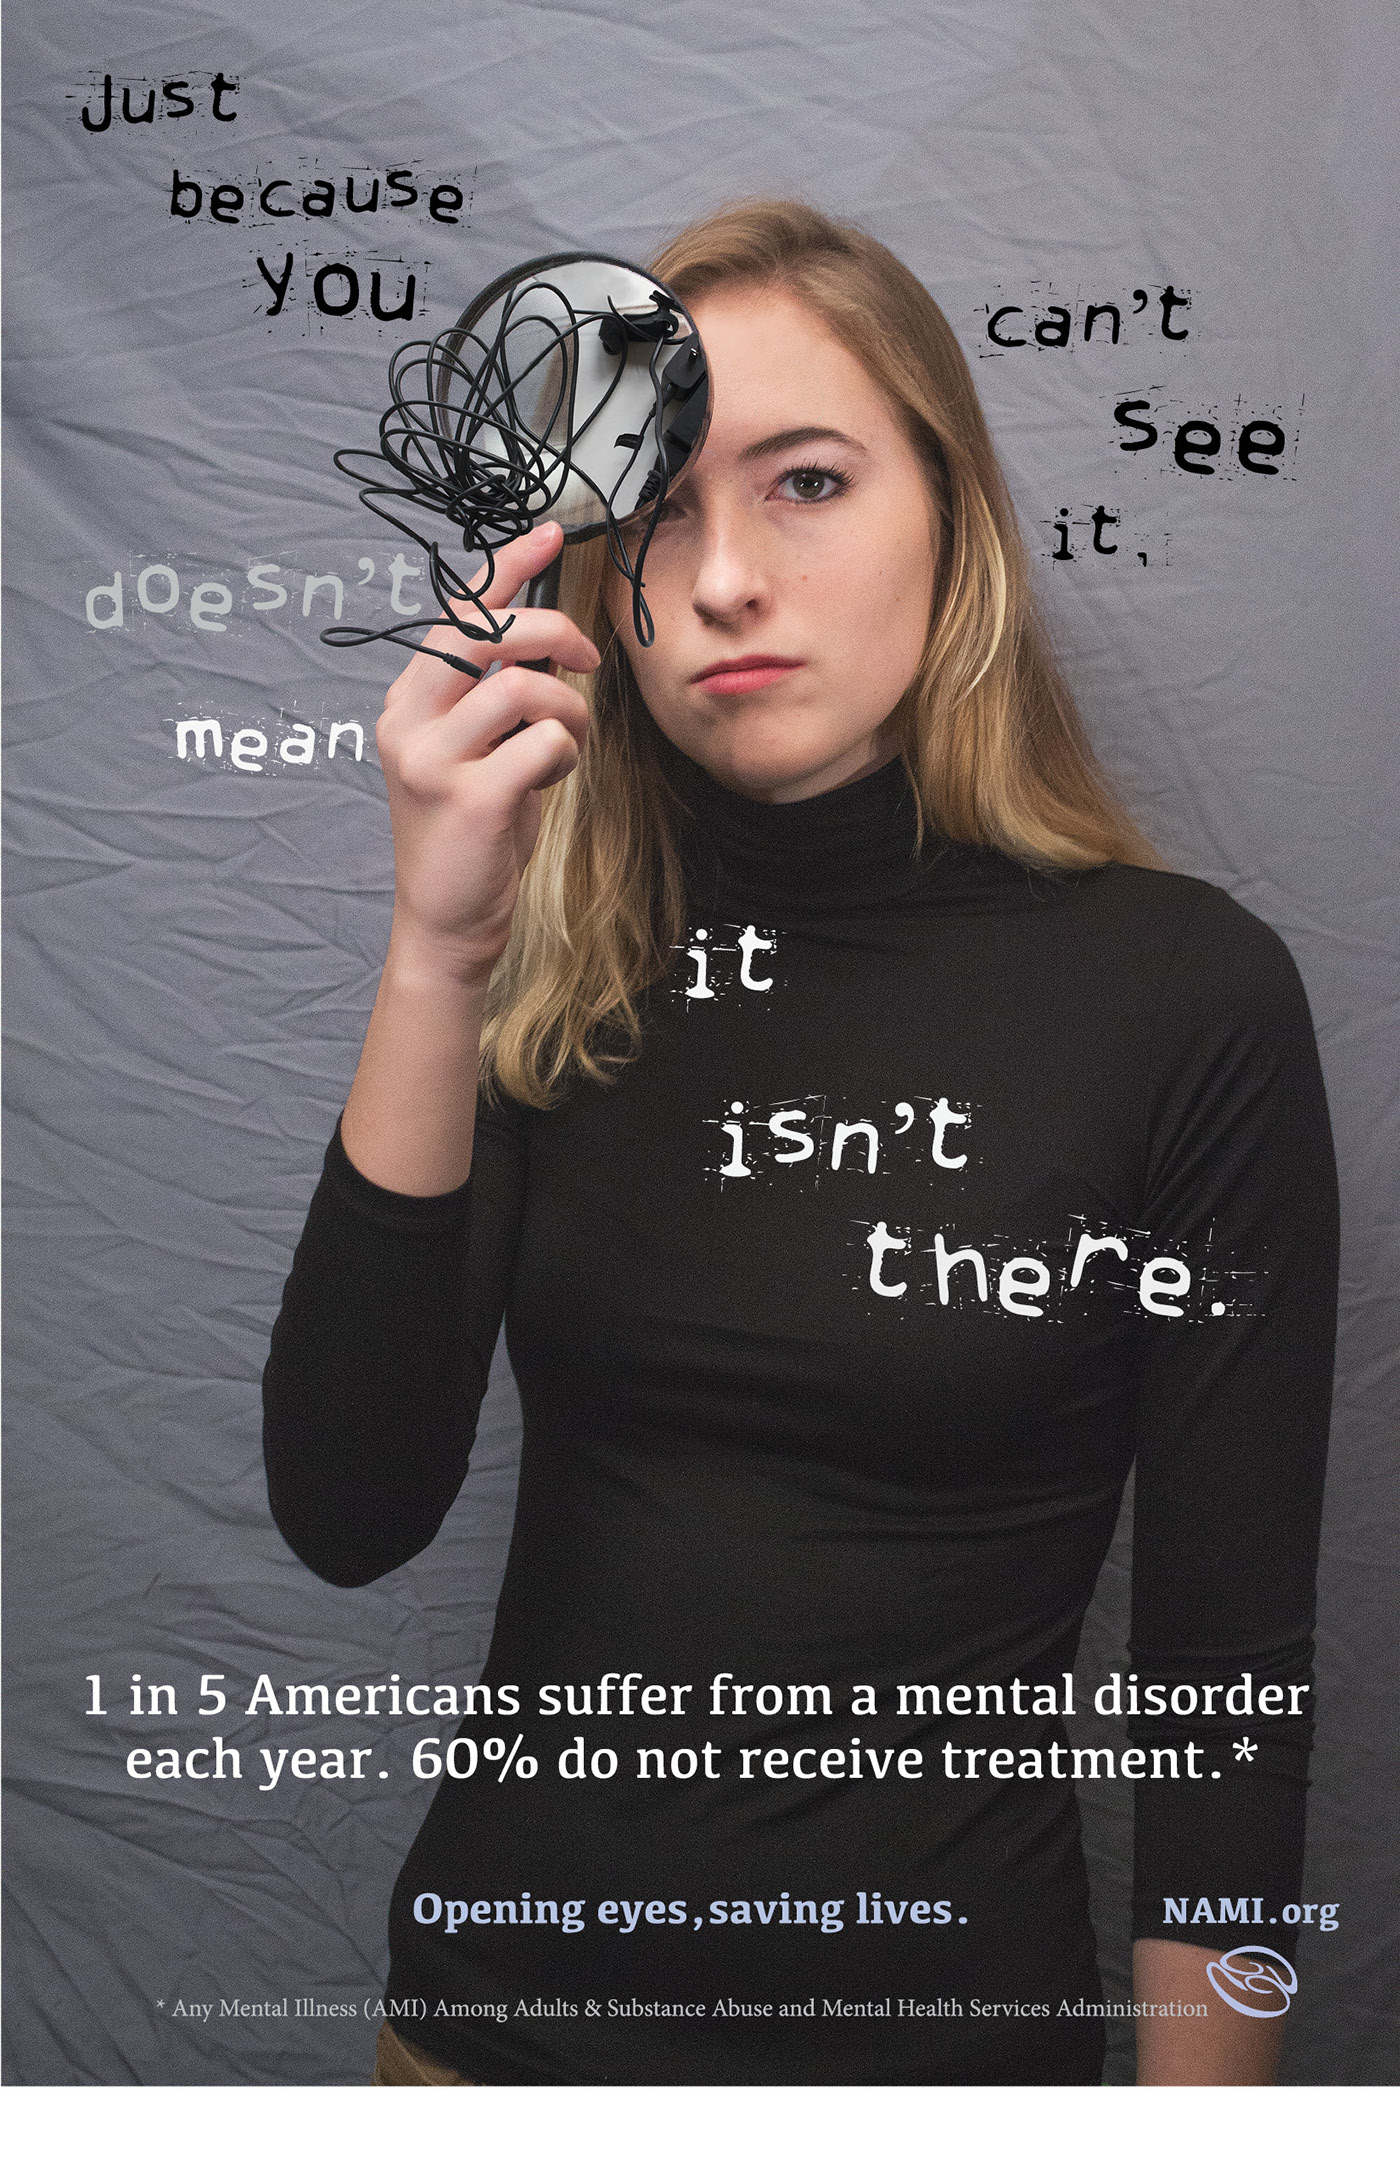 Just
because
you
can't
see
it,
doesn't
mean
it
isn't
there.
1 in 5 Americans suffer from a mental disorder
each year. 60% do not receive treatment.*
Opening eyes, saving lives.
NAMI.org
* Any Mental Illness (AMI) Among Adults & Substance Abuse and Mental Health Services Administration